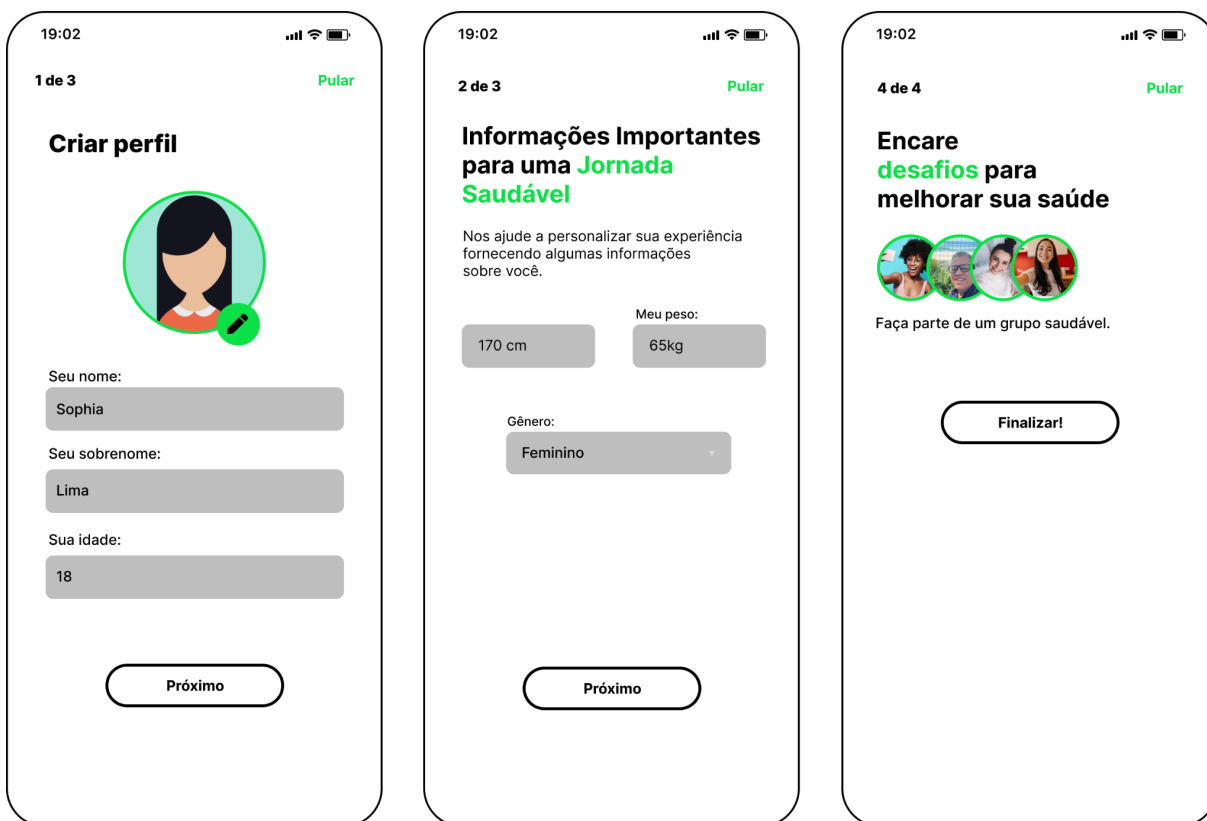 19:02
1 de 3
Pular
Criar perfil
Seu nome:
Sophia
Seu sobrenome:
Lima
Sua idade:
18
Próximo
19:02
2 de 3
Pular
Informações Importantes
para uma Jornada
Saudável
Nos ajude a personalizar sua experiência
fornecendo algumas informações
sobre você.
170 cm
Meu peso:
65kg
Gênero:
Feminino
Próximo
19:02
4 de 4
Pular
Encare
desafios para
melhorar sua saúde
Faça parte de um grupo saudável.
Finalizar!